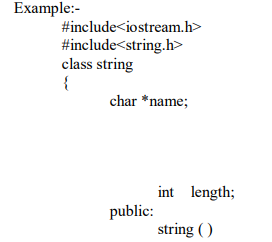 Example:-
#include<iostream.h>
#include<string.h>
class string
{
char *name;
int length;
public:
string ( )